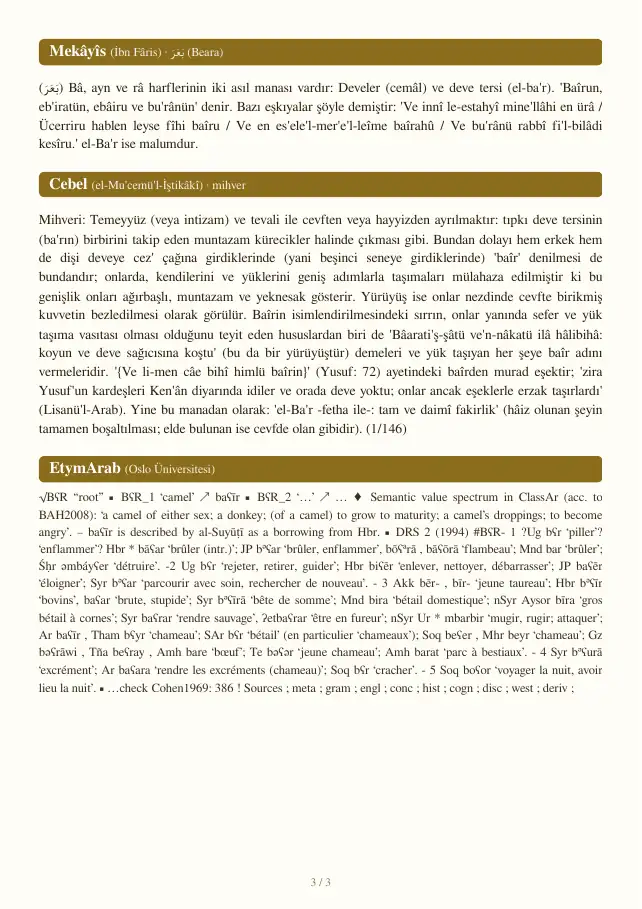 Mekâyîs (İbn Fâris) · بَعَرَ (Beara)
(بَعَرَ) Bâ, ayn ve râ harflerinin iki asıl manası vardır: Develer (cemâl) ve deve tersi (el-ba'r). 'Baîrun,
eb'iratün, ebâiru ve bu'rânün' denir. Bazı eşkıyalar şöyle demiştir: 'Ve innî le-estahyî mine'llâhi en ürâ /
Ücerriru hablen leyse fîhi baîru / Ve en es'ele'l-mer'e'l-leîme baîrahû / Ve bu'rânü rabbî fi'l-bilâdi
kesîru.' el-Ba'r ise malumdur.
Cebel (el-Mu'cemü'l-İştikâkî) · mihver
Mihveri: Temeyyüz (veya intizam) ve tevali ile cevften veya hayyizden ayrılmaktır: tıpkı deve tersinin
(ba'rın) birbirini takip eden muntazam kürecikler halinde çıkması gibi. Bundan dolayı hem erkek hem
de dişi deveye cez' çağına girdiklerinde (yani beşinci seneye girdiklerinde) 'baîr' denilmesi de
bundandır; onlarda, kendilerini ve yüklerini geniş adımlarla taşımaları mülahaza edilmiştir ki bu
genişlik onları ağırbaşlı, muntazam ve yeknesak gösterir. Yürüyüş ise onlar nezdinde cevfte birikmiş
kuvvetin bezledilmesi olarak görülür. Baîrin isimlendirilmesindeki sırrın, onlar yanında sefer ve yük
taşıma vasıtası olması olduğunu teyit eden hususlardan biri de 'Bâarati'ş-şâtü ve'n-nâkatü ilâ hâlibihâ:
koyun ve deve sağıcısına koştu' (bu da bir yürüyüştür) demeleri ve yük taşıyan her şeye baîr adını
vermeleridir. '{Ve li-men câe bihî himlü baîrin}' (Yusuf: 72) ayetindeki baîrden murad eşektir; 'zira
Yusuf'un kardeşleri Ken'ân diyarında idiler ve orada deve yoktu; onlar ancak eşeklerle erzak taşırlardı'
(Lisanü'l-Arab). Yine bu manadan olarak: 'el-Ba'r -fetha ile-: tam ve daimî fakirlik' (hâiz olunan şeyin
tamamen boşaltılması; elde bulunan ise cevfde olan gibidir). (1/146)
EtymArab (Oslo Üniversitesi)
√BʕR “root” ▪ BʕR_1 ‘camel’ ↗ baʕīr ▪ BʕR_2 ‘…’ ↗ … ♦ Semantic value spectrum in ClassAr (acc. to
BAH2008): ‘a camel of either sex; a donkey; (of a camel) to grow to maturity; a camel’s droppings; to become
angry’. – baʕīr is described by al-Suyūṭī as a borrowing from Hbr. ▪ DRS 2 (1994) #BʕR- 1 ?Ug bʕr ‘piller’?
‘enflammer’? Hbr * bāʕar ‘brûler (intr.)’; JP bᵊʕar ‘brûler, enflammer’, bōʕᵊrā , bāʕōrā ‘flambeau’; Mnd bar ‘brûler’;
Śḥr əmbáyʕer ‘détruire’. -2 Ug bʕr ‘rejeter, retirer, guider’; Hbr biʕēr ‘enlever, nettoyer, débarrasser’; JP baʕēr
‘éloigner’; Syr bᵊʕar ‘parcourir avec soin, rechercher de nouveau’. - 3 Akk bēr- , bīr- ‘jeune taureau’; Hbr bᵊʕīr
‘bovins’, baʕar ‘brute, stupide’; Syr bᵊʕīrā ‘bête de somme’; Mnd bira ‘bétail domestique’; nSyr Aysor bīra ‘gros
bétail à cornes’; Syr baʕrar ‘rendre sauvage’, ʔetbaʕrar ‘être en fureur’; nSyr Ur * mbarbir ‘mugir, rugir; attaquer’;
Ar baʕīr , Tham bʕyr ‘chameau’; SAr bʕr ‘bétail’ (en particulier ‘chameaux’); Soq beʕer , Mhr beyr ‘chameau’; Gz
bəʕrāwi , Tña beʕray , Amh bare ‘bœuf’; Te bəʕər ‘jeune chameau’; Amh barat ‘parc à bestiaux’. - 4 Syr bᵊʕurā
‘excrément’; Ar baʕara ‘rendre les excréments (chameau)’; Soq bʕr ‘cracher’. - 5 Soq boʕor ‘voyager la nuit, avoir
lieu la nuit’. ▪ …check Cohen1969: 386 ! Sources ; meta ; gram ; engl ; conc ; hist ; cogn ; disc ; west ; deriv ;
3 / 3